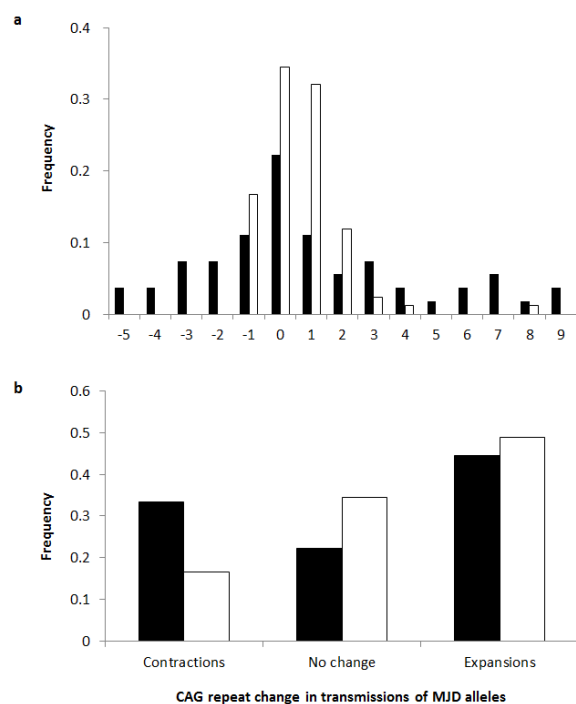 a
0.4
0.3
0.2
0.1
0
Frequency
-5 -4 -3 -2 -1 0 1 2 3 4 5 6 7 8 9
b
0.6
0.5
0.4
0.3
0.2
0.1
0
Frequency
Contractions No change Expansions
CAG repeat change in transmissions of MJD alleles